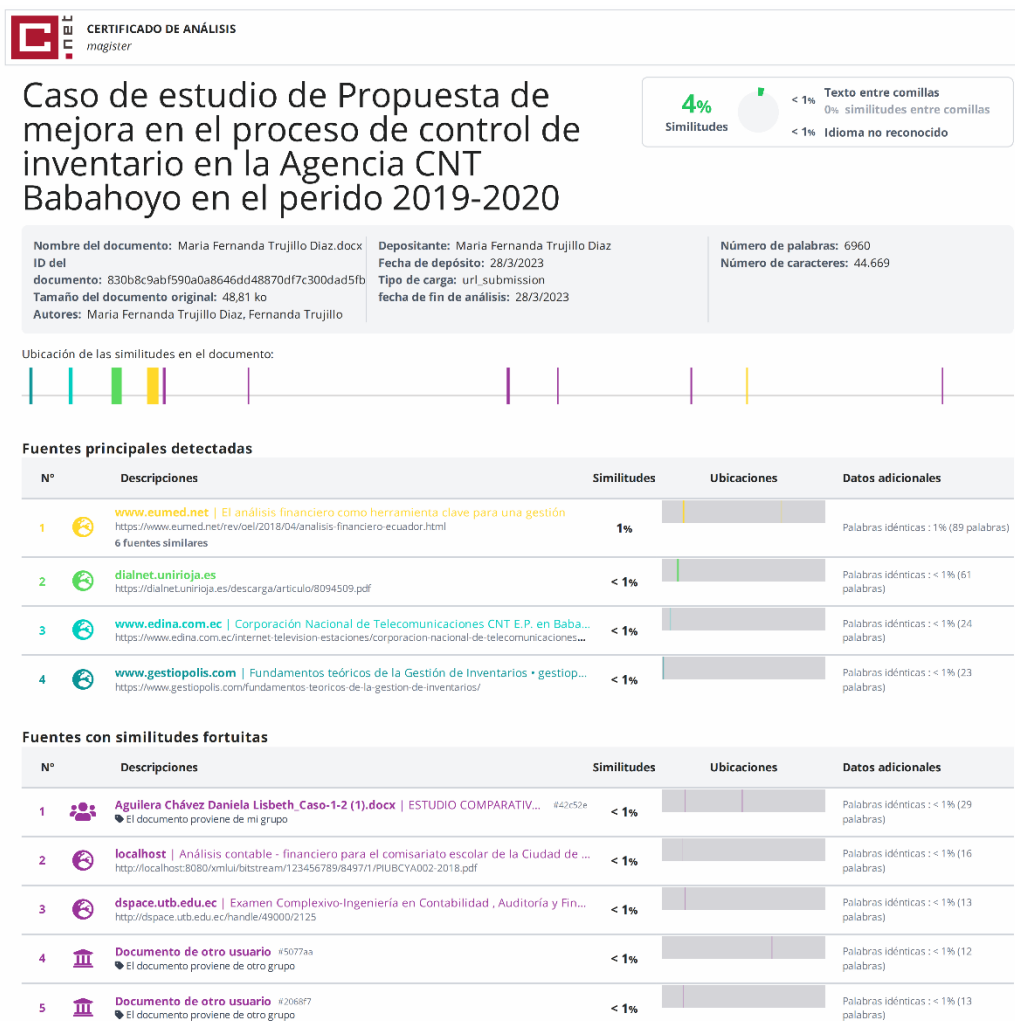 C
.net
CERTIFICADO DE ANÁLISIS
magister
Caso de estudio de Propuesta de
mejora en el proceso de control de
inventario en la Agencia CNT
Babahoyo en el perido 2019-2020
4%
Similitudes
< 1% Texto entre comillas
0% similitudes entre comillas
< 1% Idioma no reconocido
Nombre del documento: Maria Fernanda Trujillo Diaz.docx
ID del
documento: 830b8c9abf590a0a8646dd48870df7c300dad5fb
Tamaño del documento original: 48,81 ko
Autores: Maria Fernanda Trujillo Diaz, Fernanda Trujillo
Depositante: Maria Fernanda Trujillo Diaz
Fecha de depósito: 28/3/2023
Tipo de carga: url_submission
fecha de fin de análisis: 28/3/2023
Número de palabras: 6960
Número de caracteres: 44.669
Ubicación de las similitudes en el documento:
Fuentes principales detectadas
N° Descripciones Similitudes Ubicaciones Datos adicionales
1 www.eumed.net | El análisis financiero como herramienta clave para una gestión
https://www.eumed.net/rev/oel/2018/04/analisis-financiero-ecuador.html
6 fuentes similares
1%
Palabras idénticas : 1% (89 palabras)
2 dialnet.unirioja.es
https://dialnet.unirioja.es/descarga/articulo/8094509.pdf
< 1%
Palabras idénticas : < 1% (61
palabras)
3 www.edina.com.ec | Corporación Nacional de Telecomunicaciones CNT E.P. en Baba...
https://www.edina.com.ec/internet-television-estaciones/corporacion-nacional-de-telecomunicaciones...
< 1%
Palabras idénticas : < 1% (24
palabras)
4 www.gestiopolis.com | Fundamentos teóricos de la Gestión de Inventarios • gestiop...
https://www.gestiopolis.com/fundamentos-teoricos-de-la-gestion-de-inventarios/
< 1%
Palabras idénticas : < 1% (23
palabras)
Fuentes con similitudes fortuitas
N° Descripciones Similitudes Ubicaciones Datos adicionales
1 Aguilera Chávez Daniela Lisbeth_Caso-1-2 (1).docx | ESTUDIO COMPARATIV... #42c52e
El documento proviene de mi grupo
< 1%
Palabras idénticas : < 1% (29
palabras)
2 localhost | Análisis contable - financiero para el comisariato escolar de la Ciudad de ...
http://localhost:8080/xmlui/bitstream/123456789/8497/1/PIUBCYA002-2018.pdf
< 1%
Palabras idénticas : < 1% (16
palabras)
3 dspace.utb.edu.ec | Examen Complexivo-Ingeniería en Contabilidad , Auditoría y Fin...
http://dspace.utb.edu.ec/handle/49000/2125
< 1%
Palabras idénticas : < 1% (13
palabras)
4 Documento de otro usuario #5077aa
El documento proviene de otro grupo
< 1%
Palabras idénticas : < 1% (12
palabras)
5 Documento de otro usuario #2068f7
El documento proviene de otro grupo
< 1%
Palabras idénticas : < 1% (13
palabras)